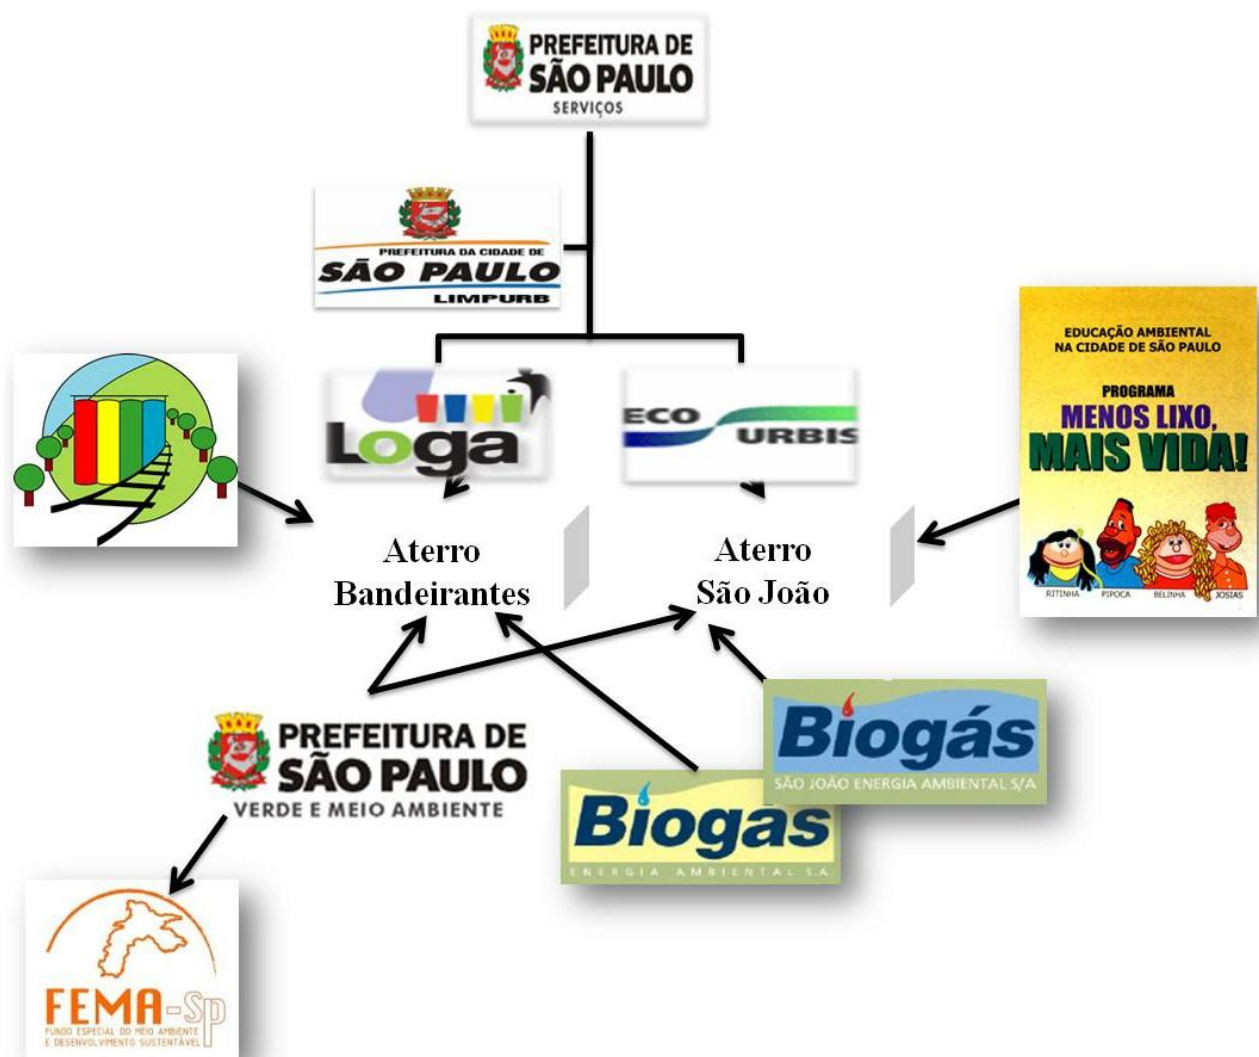 PREFEITURA DE
SÃO PAULO
SERVIÇOS
PREFEITURA DA CIDADE DE
SÃO PAULO
LIMPURB
Loga
ECO
URBIS
EDUCAÇÃO AMBIENTAL
NA CIDADE DE SÃO PAULO
PROGRAMA
MENOS LIXO,
MAIS VIDA!
RITINHA PIPOCA BELINHA JOSIAS
Aterro
Bandeirantes
Aterro
São João
PREFEITURA DE
SÃO PAULO
VERDE E MEIO AMBIENTE
Biogás
SÃO JOÃO ENERGIA AMBIENTAL S/A
Biogás
ENERGIA AMBIENTAL S.A.
FEMA-SP
FUNDO ESPECIAL DO MEIO AMBIENTE
E DESENVOLVIMENTO SUSTENTÁVEL